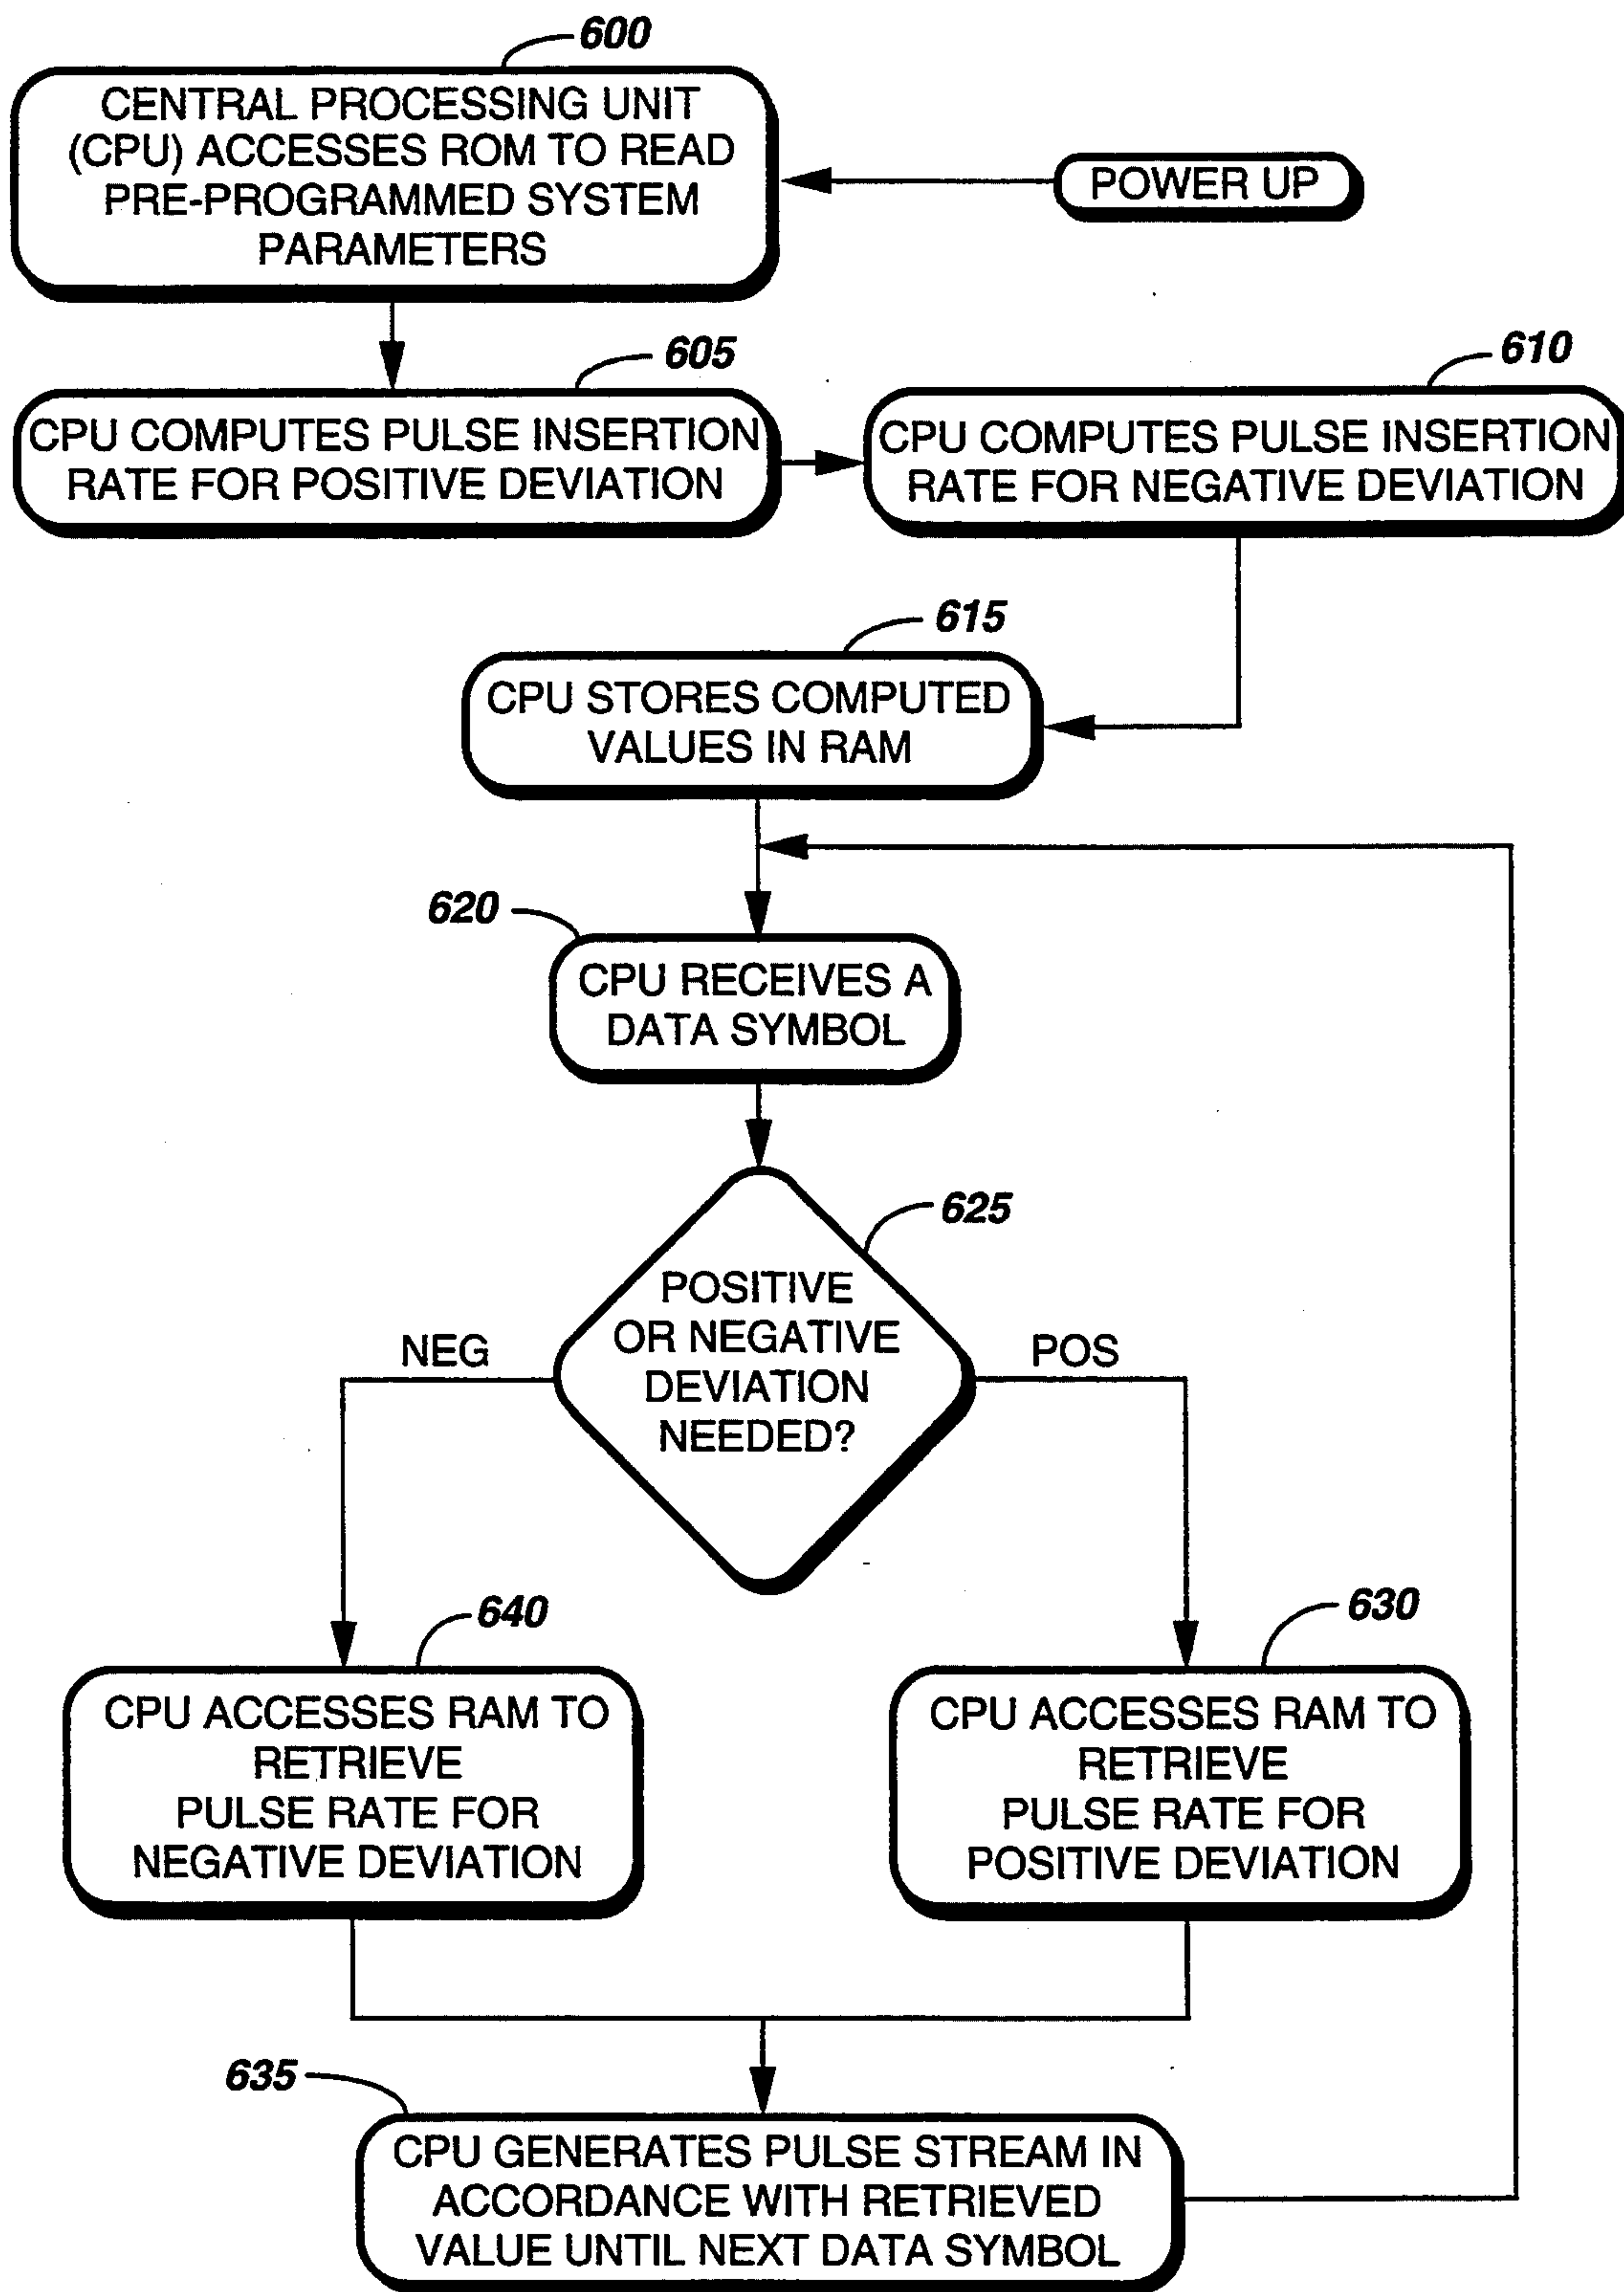 600
CENTRAL PROCESSING UNIT
(CPU) ACCESSES ROM TO READ
PRE-PROGRAMMED SYSTEM
PARAMETERS
POWER UP
605
CPU COMPUTES PULSE INSERTION
RATE FOR POSITIVE DEVIATION
610
CPU COMPUTES PULSE INSERTION
RATE FOR NEGATIVE DEVIATION
615
CPU STORES COMPUTED
VALUES IN RAM
620
CPU RECEIVES A
DATA SYMBOL
625
POSITIVE
OR NEGATIVE
DEVIATION
NEEDED?
NEG
POS
640
CPU ACCESSES RAM TO
RETRIEVE
PULSE RATE FOR
NEGATIVE DEVIATION
630
CPU ACCESSES RAM TO
RETRIEVE
PULSE RATE FOR
POSITIVE DEVIATION
635
CPU GENERATES PULSE STREAM IN
ACCORDANCE WITH RETRIEVED
VALUE UNTIL NEXT DATA SYMBOL